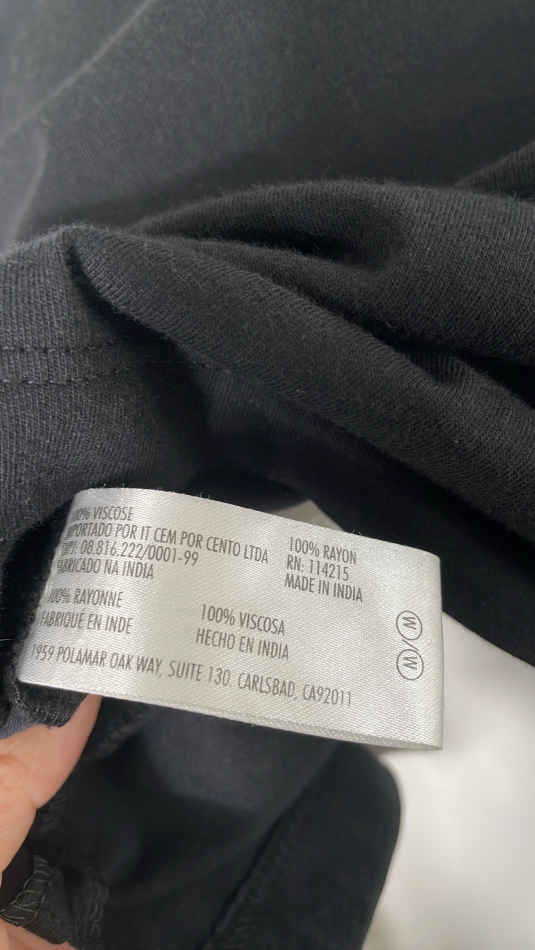 100% VISCOSE
IMPORTADO POR IT CEM POR CENTO LTDA
08.816.222/0001-99
FABRICADO NA INDIA
100% RAYON
RN: 114215
MADE IN INDIA
100% RAYONNE
FABRIQUÉ EN INDE
100% VISCOSA
HECHO EN INDIA
1959 POLAMAR OAK WAY, SUITE 130. CARLSBAD, CA92011
W
W